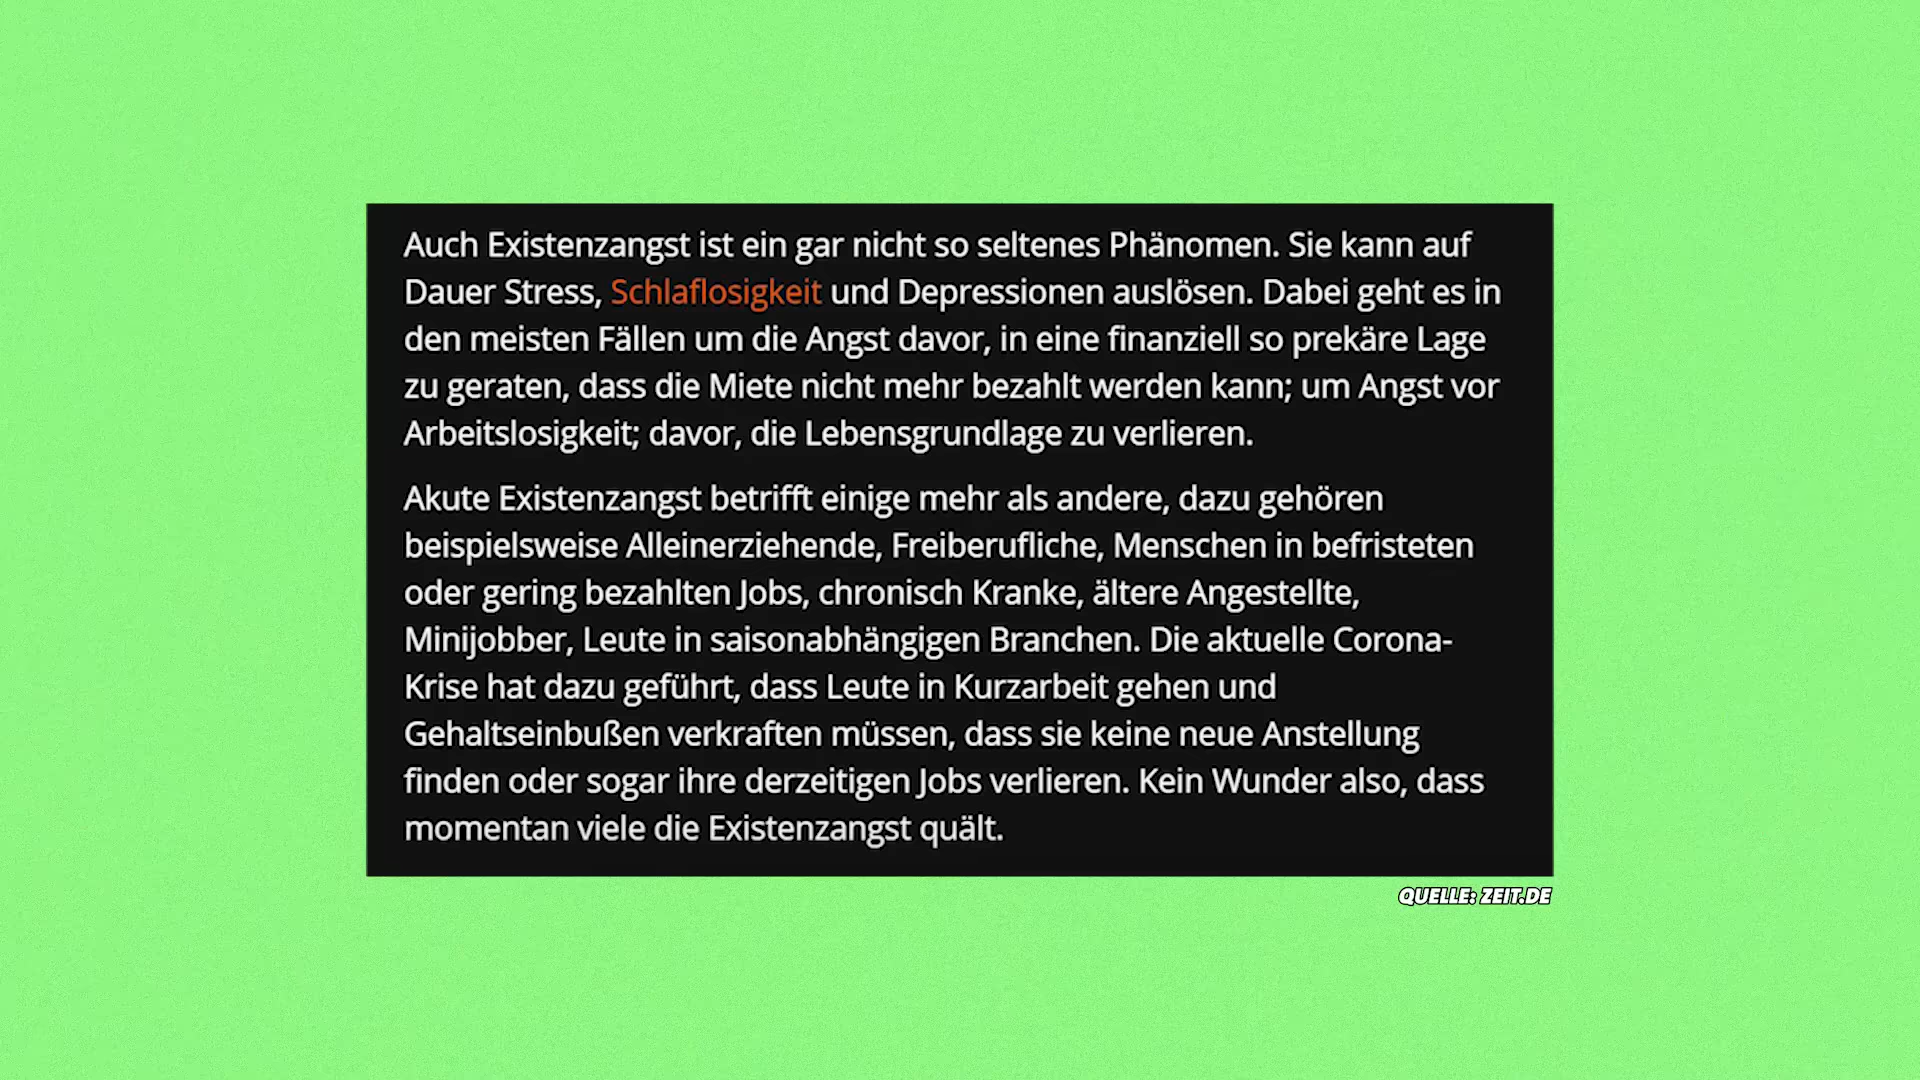 Auch Existenzangst ist ein gar nicht so seltenes Phänomen. Sie kann auf
Dauer Stress, Schlaflosigkeit und Depressionen auslösen. Dabei geht es in
den meisten Fällen um die Angst davor, in eine finanziell so prekäre Lage
zu geraten, dass die Miete nicht mehr bezahlt werden kann; um Angst vor
Arbeitslosigkeit; davor, die Lebensgrundlage zu verlieren.
Akute Existenzangst betrifft einige mehr als andere, dazu gehören
beispielsweise Alleinerziehende, Freiberufliche, Menschen in befristeten
oder gering bezahlten Jobs, chronisch Kranke, ältere Angestellte,
Minijobber, Leute in saisonabhängigen Branchen. Die aktuelle Corona-
Krise hat dazu geführt, dass Leute in Kurzarbeit gehen und
Gehaltseinbußen verkraften müssen, dass sie keine neue Anstellung
finden oder sogar ihre derzeitigen Jobs verlieren. Kein Wunder also, dass
momentan viele die Existenzangst quält.
QUELLE: ZEIT.DE